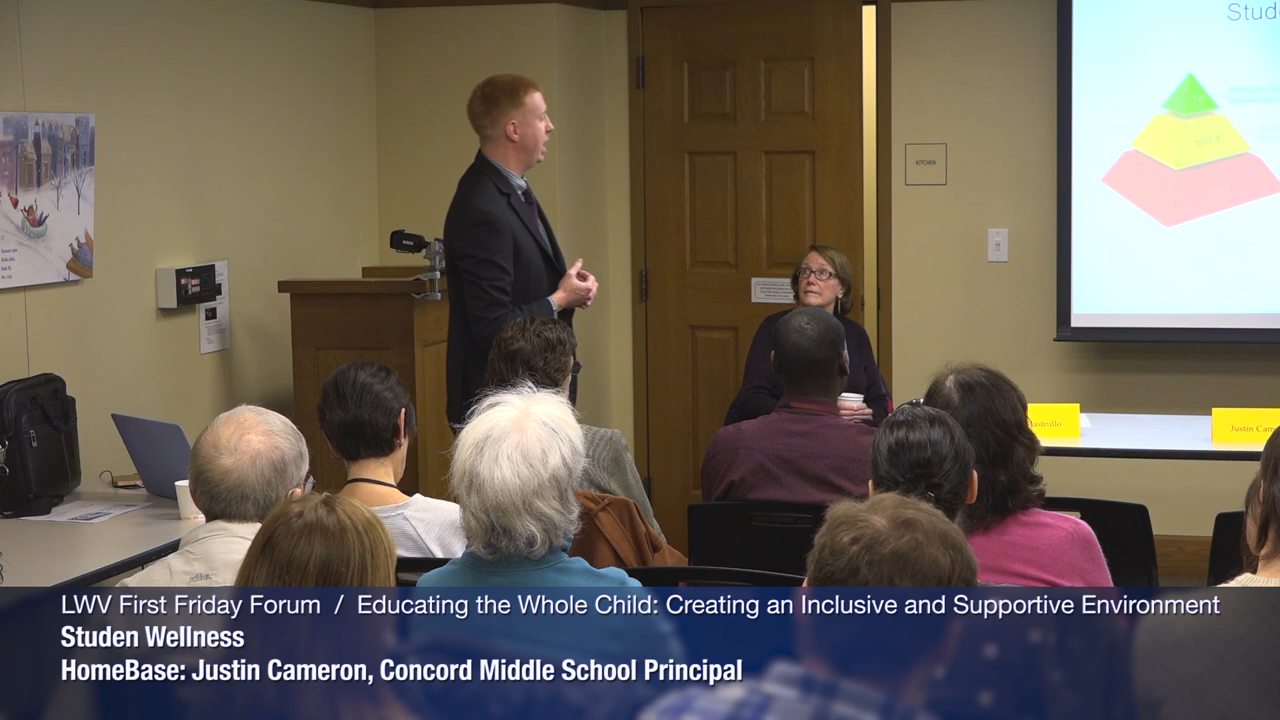 Stud
KITCHEN
Mastrullo
Justin Cam
LWV First Friday Forum / Educating the Whole Child: Creating an Inclusive and Supportive Environment
Studen Wellness
HomeBase: Justin Cameron, Concord Middle School Principal